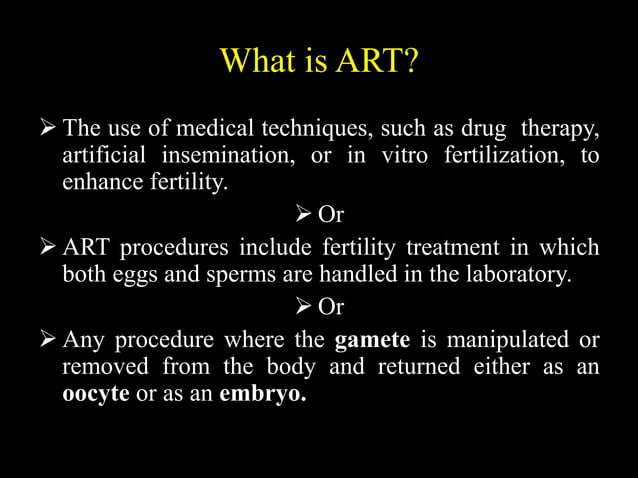 What is ART?
➢ The use of medical techniques, such as drug therapy,
artificial insemination, or in vitro fertilization, to
enhance fertility.
➢ Or
➢ ART procedures include fertility treatment in which
both eggs and sperms are handled in the laboratory.
➢ Or
➢ Any procedure where the gamete is manipulated or
removed from the body and returned either as an
oocyte or as an embryo.